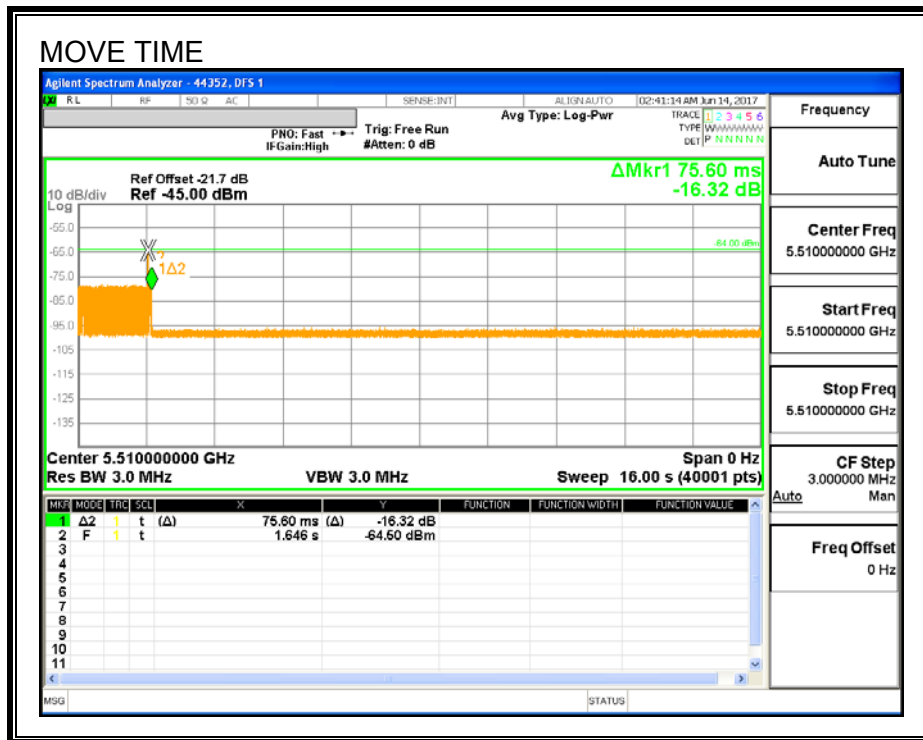 MOVE TIME
Agilent Spectrum Analyzer - 44352, DFS 1
LXI RL RF 50 Ω AC SENSE:INT ALIGN AUTO 02:41:14 AM Jun 14, 2017
Frequency
Avg Type: Log-Pwr
TRACE 1 2 3 4 5 6
TYPE WWWWWWW
DET P N N N N N
PNO: Fast
IFGain:High
Trig: Free Run
#Atten: 0 dB
Auto Tune
ΔMkr1 75.60 ms
-16.32 dB
Ref Offset -21.7 dB
10 dB/div Ref -45.00 dBm
Log
-55.0
-65.0
-75.0
-85.0
-95.0
-105
-115
-125
-135
-64.00 dBm
2
1Δ2
Center Freq
5.510000000 GHz
Start Freq
5.510000000 GHz
Stop Freq
5.510000000 GHz
Center 5.510000000 GHz Span 0 Hz
Res BW 3.0 MHz VBW 3.0 MHz Sweep 16.00 s (40001 pts)
CF Step
3.000000 MHz
Auto Man
Freq Offset
0 Hz
MKR MODE TRC SCL X Y FUNCTION FUNCTION WIDTH FUNCTION VALUE
1 Δ2 1 t (Δ) 75.60 ms (Δ) -16.32 dB
2 F 1 t 1.646 s -64.50 dBm
3
4
5
6
7
8
9
10
11
MSG STATUS